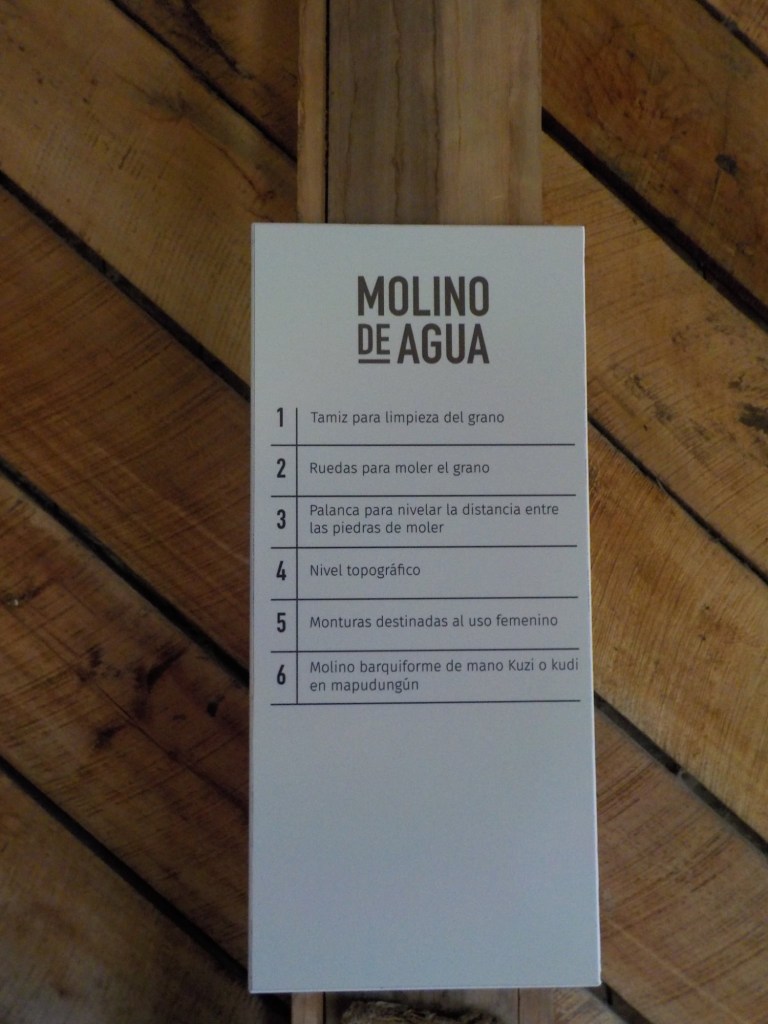 MOLINO
DE AGUA
1 Tamiz para limpieza del grano
2 Ruedas para moler el grano
3 Palanca para nivelar la distancia entre
las piedras de moler
4 Nivel topográfico
5 Monturas destinadas al uso femenino
6 Molino barquiforme de mano Kuzi o kudi
en mapudungún